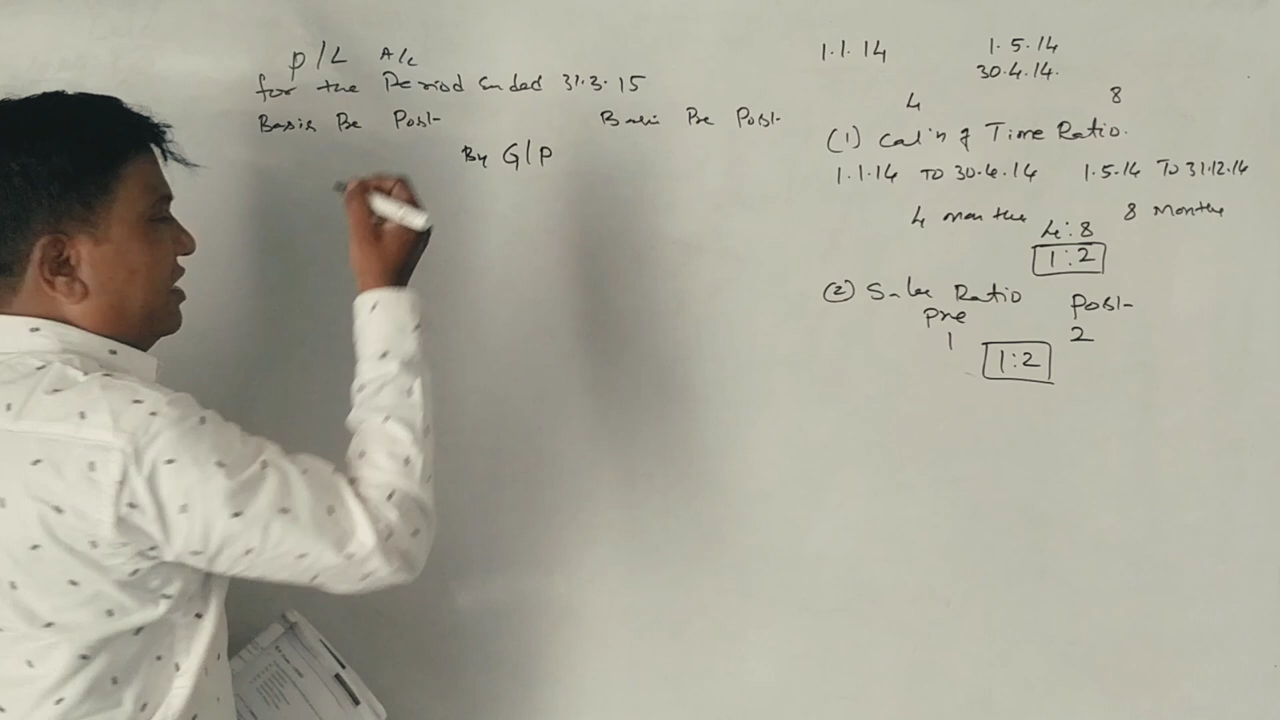 P/L A/c
for the Period Ended 31.3.15
Basis Pre Post- Basis Pre Post-
By G/P
1.1.14 1.5.14
30.4.14.
4 8
(1) Cal'n of Time Ratio.
1.1.14 TO 30.4.14 1.5.14 To 31.12.14
4 months 8 Months
4:8
1:2
(2) Sales Ratio
Pre Post-
1 2
1:2